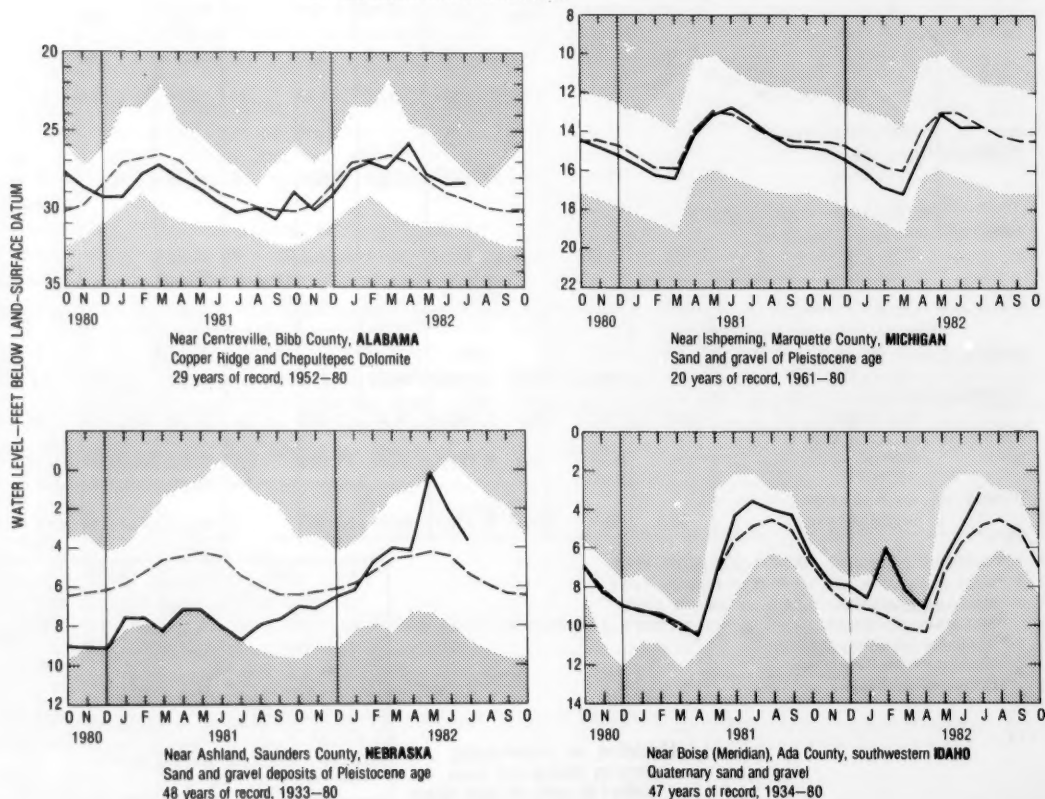 WATER LEVEL—FEET BELOW LAND-SURFACE DATUM
20
25
30
35
O N D J F M A M J J A S O N D J F M A M J J A S O
1980 1981 1982
Near Centreville, Bibb County, ALABAMA
Copper Ridge and Chepultepec Dolomite
29 years of record, 1952—80
8
10
12
14
16
18
20
22
O N D J F M A M J J A S O N D J F M A M J J A S O
1980 1981 1982
Near Ishpeming, Marquette County, MICHIGAN
Sand and gravel of Pleistocene age
20 years of record, 1961—80
0
2
4
6
8
10
12
O N D J F M A M J J A S O N D J F M A M J J A S O
1980 1981 1982
Near Ashland, Saunders County, NEBRASKA
Sand and gravel deposits of Pleistocene age
48 years of record, 1933—80
0
2
4
6
8
10
12
14
O N D J F M A M J J A S O N D J F M A M J J A S O
1980 1981 1982
Near Boise (Meridian), Ada County, southwestern IDAHO
Quaternary sand and gravel
47 years of record, 1934—80